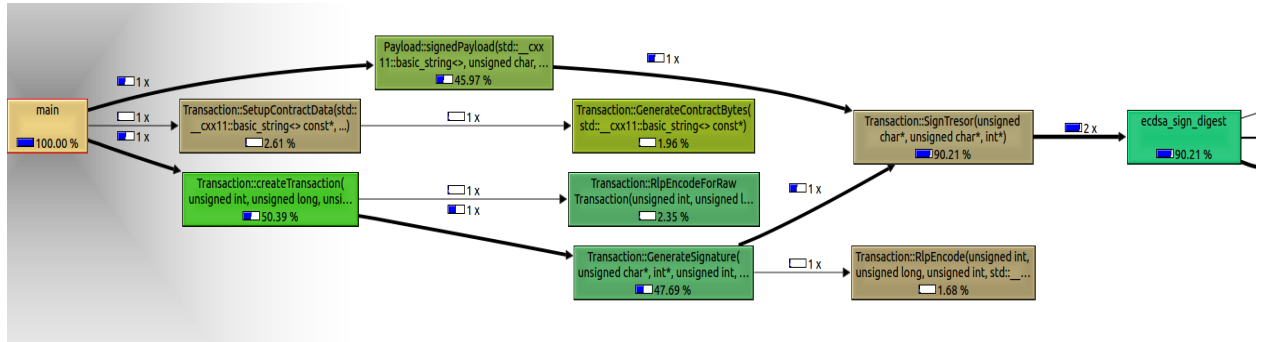 Payload::signedPayload(std::__cxx
11::basic_string<>, unsigned char, ...
45.97 %
1 x
1 x
main
100.00 %
1 x
1 x
Transaction::SetupContractData(std::
__cxx11::basic_string<> const*, ...)
2.61 %
1 x
Transaction::GenerateContractBytes(
std::__cxx11::basic_string<> const*)
1.96 %
Transaction::SignTresor(unsigned
char*, unsigned char*, int*)
90.21 %
2 x
ecdsa_sign_digest
90.21 %
Transaction::createTransaction(
unsigned int, unsigned long, unsi...
50.39 %
1 x
1 x
Transaction::RlpEncodeForRaw
Transaction(unsigned int, unsigned l...
2.35 %
1 x
Transaction::GenerateSignature(
unsigned char*, int*, unsigned int, ...
47.69 %
1 x
Transaction::RlpEncode(unsigned int,
unsigned long, unsigned int, std::__...
1.68 %